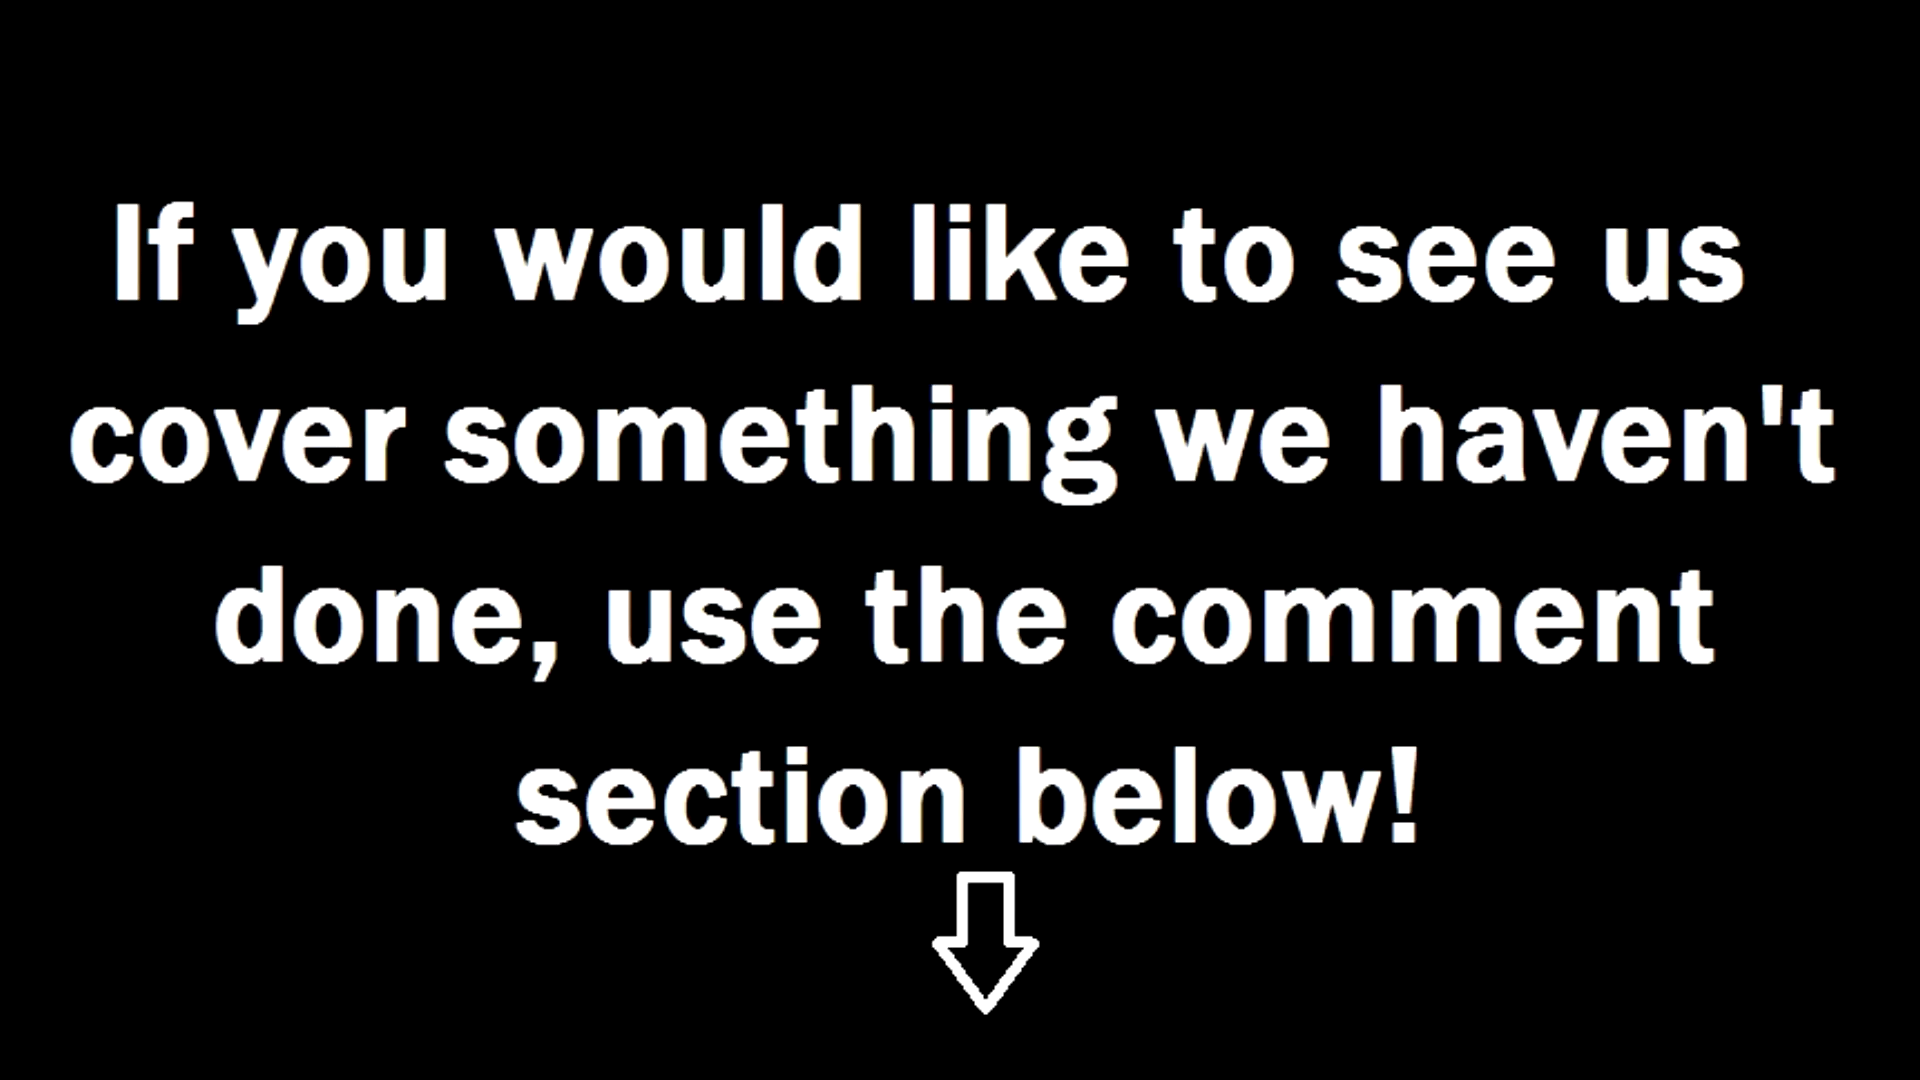 If you would like to see us
cover something we haven't
done, use the comment
section below!